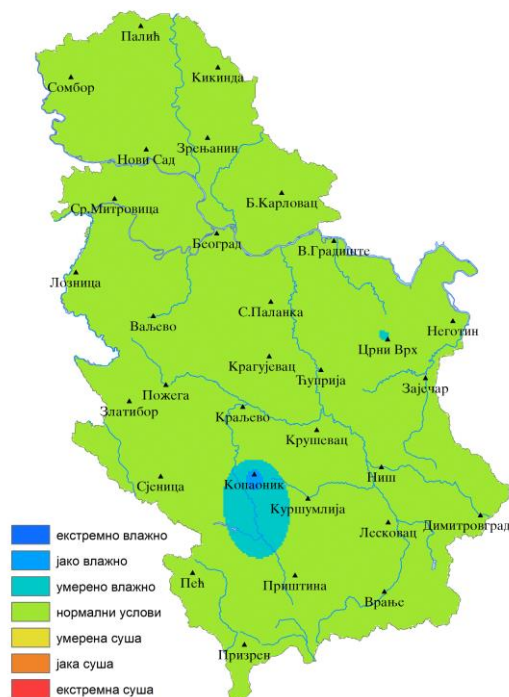 Палић
Сомбор
Кикинда
Зрењанин
Нови Сад
Ср.Митровица
Б.Карловац
Београд
В.Градиште
Лозница
С.Паланка
Ваљево
Неготин
Црни Врх
Крагујевац
Ћуприја
Зајечар
Пожега
Златибор
Краљево
Крушевац
Ниш
Сјеница
Копаоник
Куршумлија
Димитровград
Лесковац
Пећ
Приштина
Врање
Призрен
екстремно влажно
јако влажно
умерено влажно
нормални услови
умерена суша
јака суша
екстремна суша